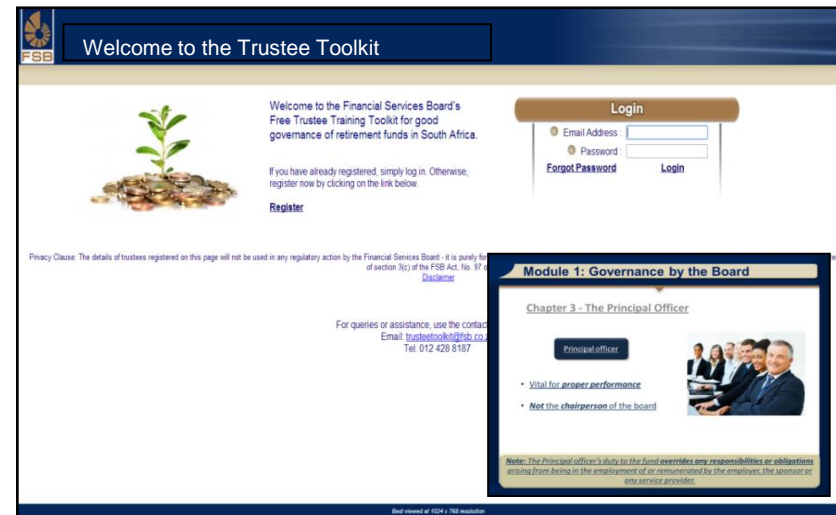 FSB
Welcome to the Trustee Toolkit
Welcome to the Financial Services Board's
Free Trustee Training Toolkit for good
governance of retirement funds in South Africa.
If you have already registered, simply log in. Otherwise,
register now by clicking on the link below.
Register
Login
Email Address :
Password :
Forgot Password
Login
Privacy Clause: The details of trustees registered on this page will not be used in any regulatory action by the Financial Services Board - it is purely for
of section 3(c) of the FSB Act, No. 97 o
Disclaimer
For queries or assistance, use the contac
Email: trusteetoolkit@fsb.co.z
Tel: 012 428 8187
Module 1: Governance by the Board
Chapter 3 - The Principal Officer
Principal officer
• Vital for proper performance
• Not the chairperson of the board
Note: The Principal officer's duty to the fund overrides any responsibilities or obligations
arising from being in the employment of or remunerated by the employer, the sponsor or
any service provider.
Best viewed at 1024 x 768 resolution